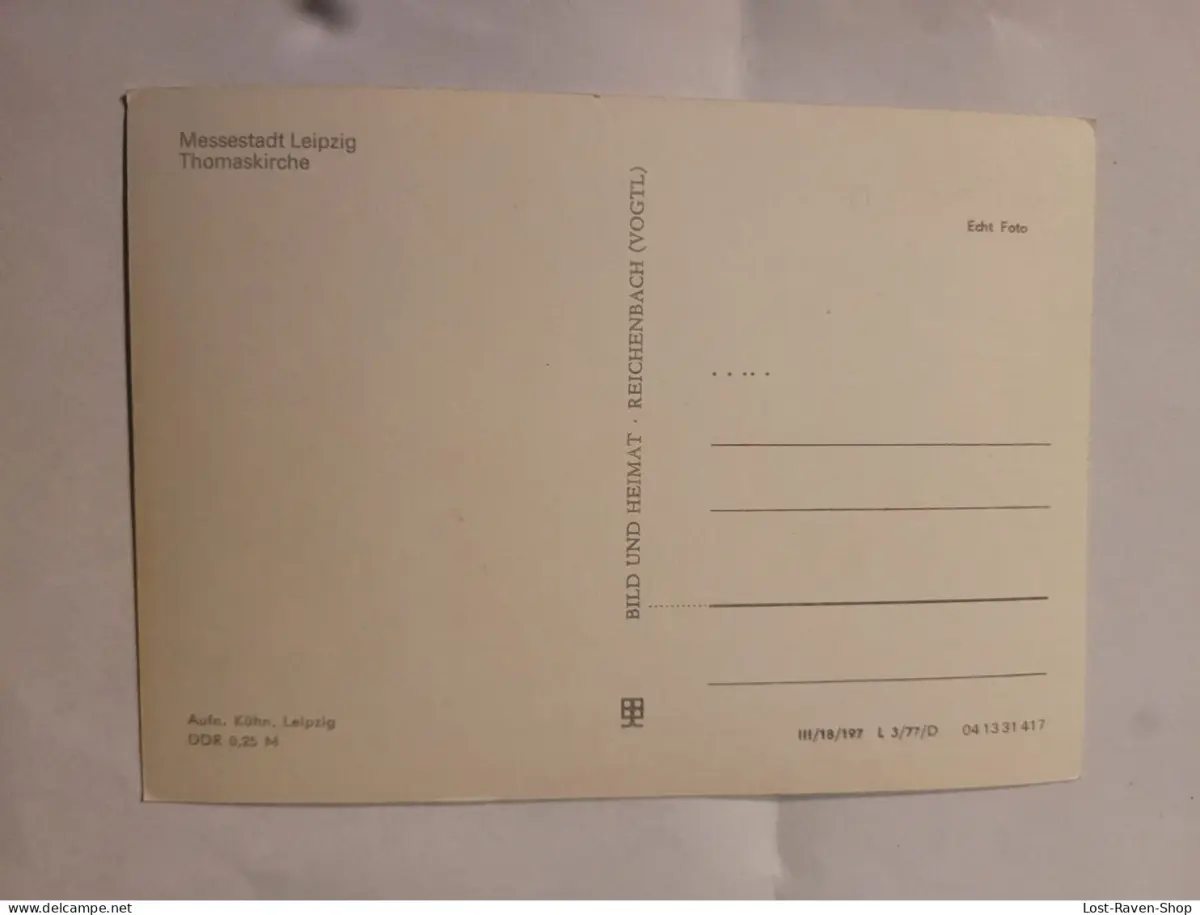 Messestadt Leipzig
Thomaskirche
BILD UND HEIMAT · REICHENBACH (VOGTL)
Echt Foto
Aufn. Kühn, Leipzig
DDR 0,25 M
III/18/197 L 3/77/D 04 13 31 417
www.delcampe.net
Lost-Raven-Shop